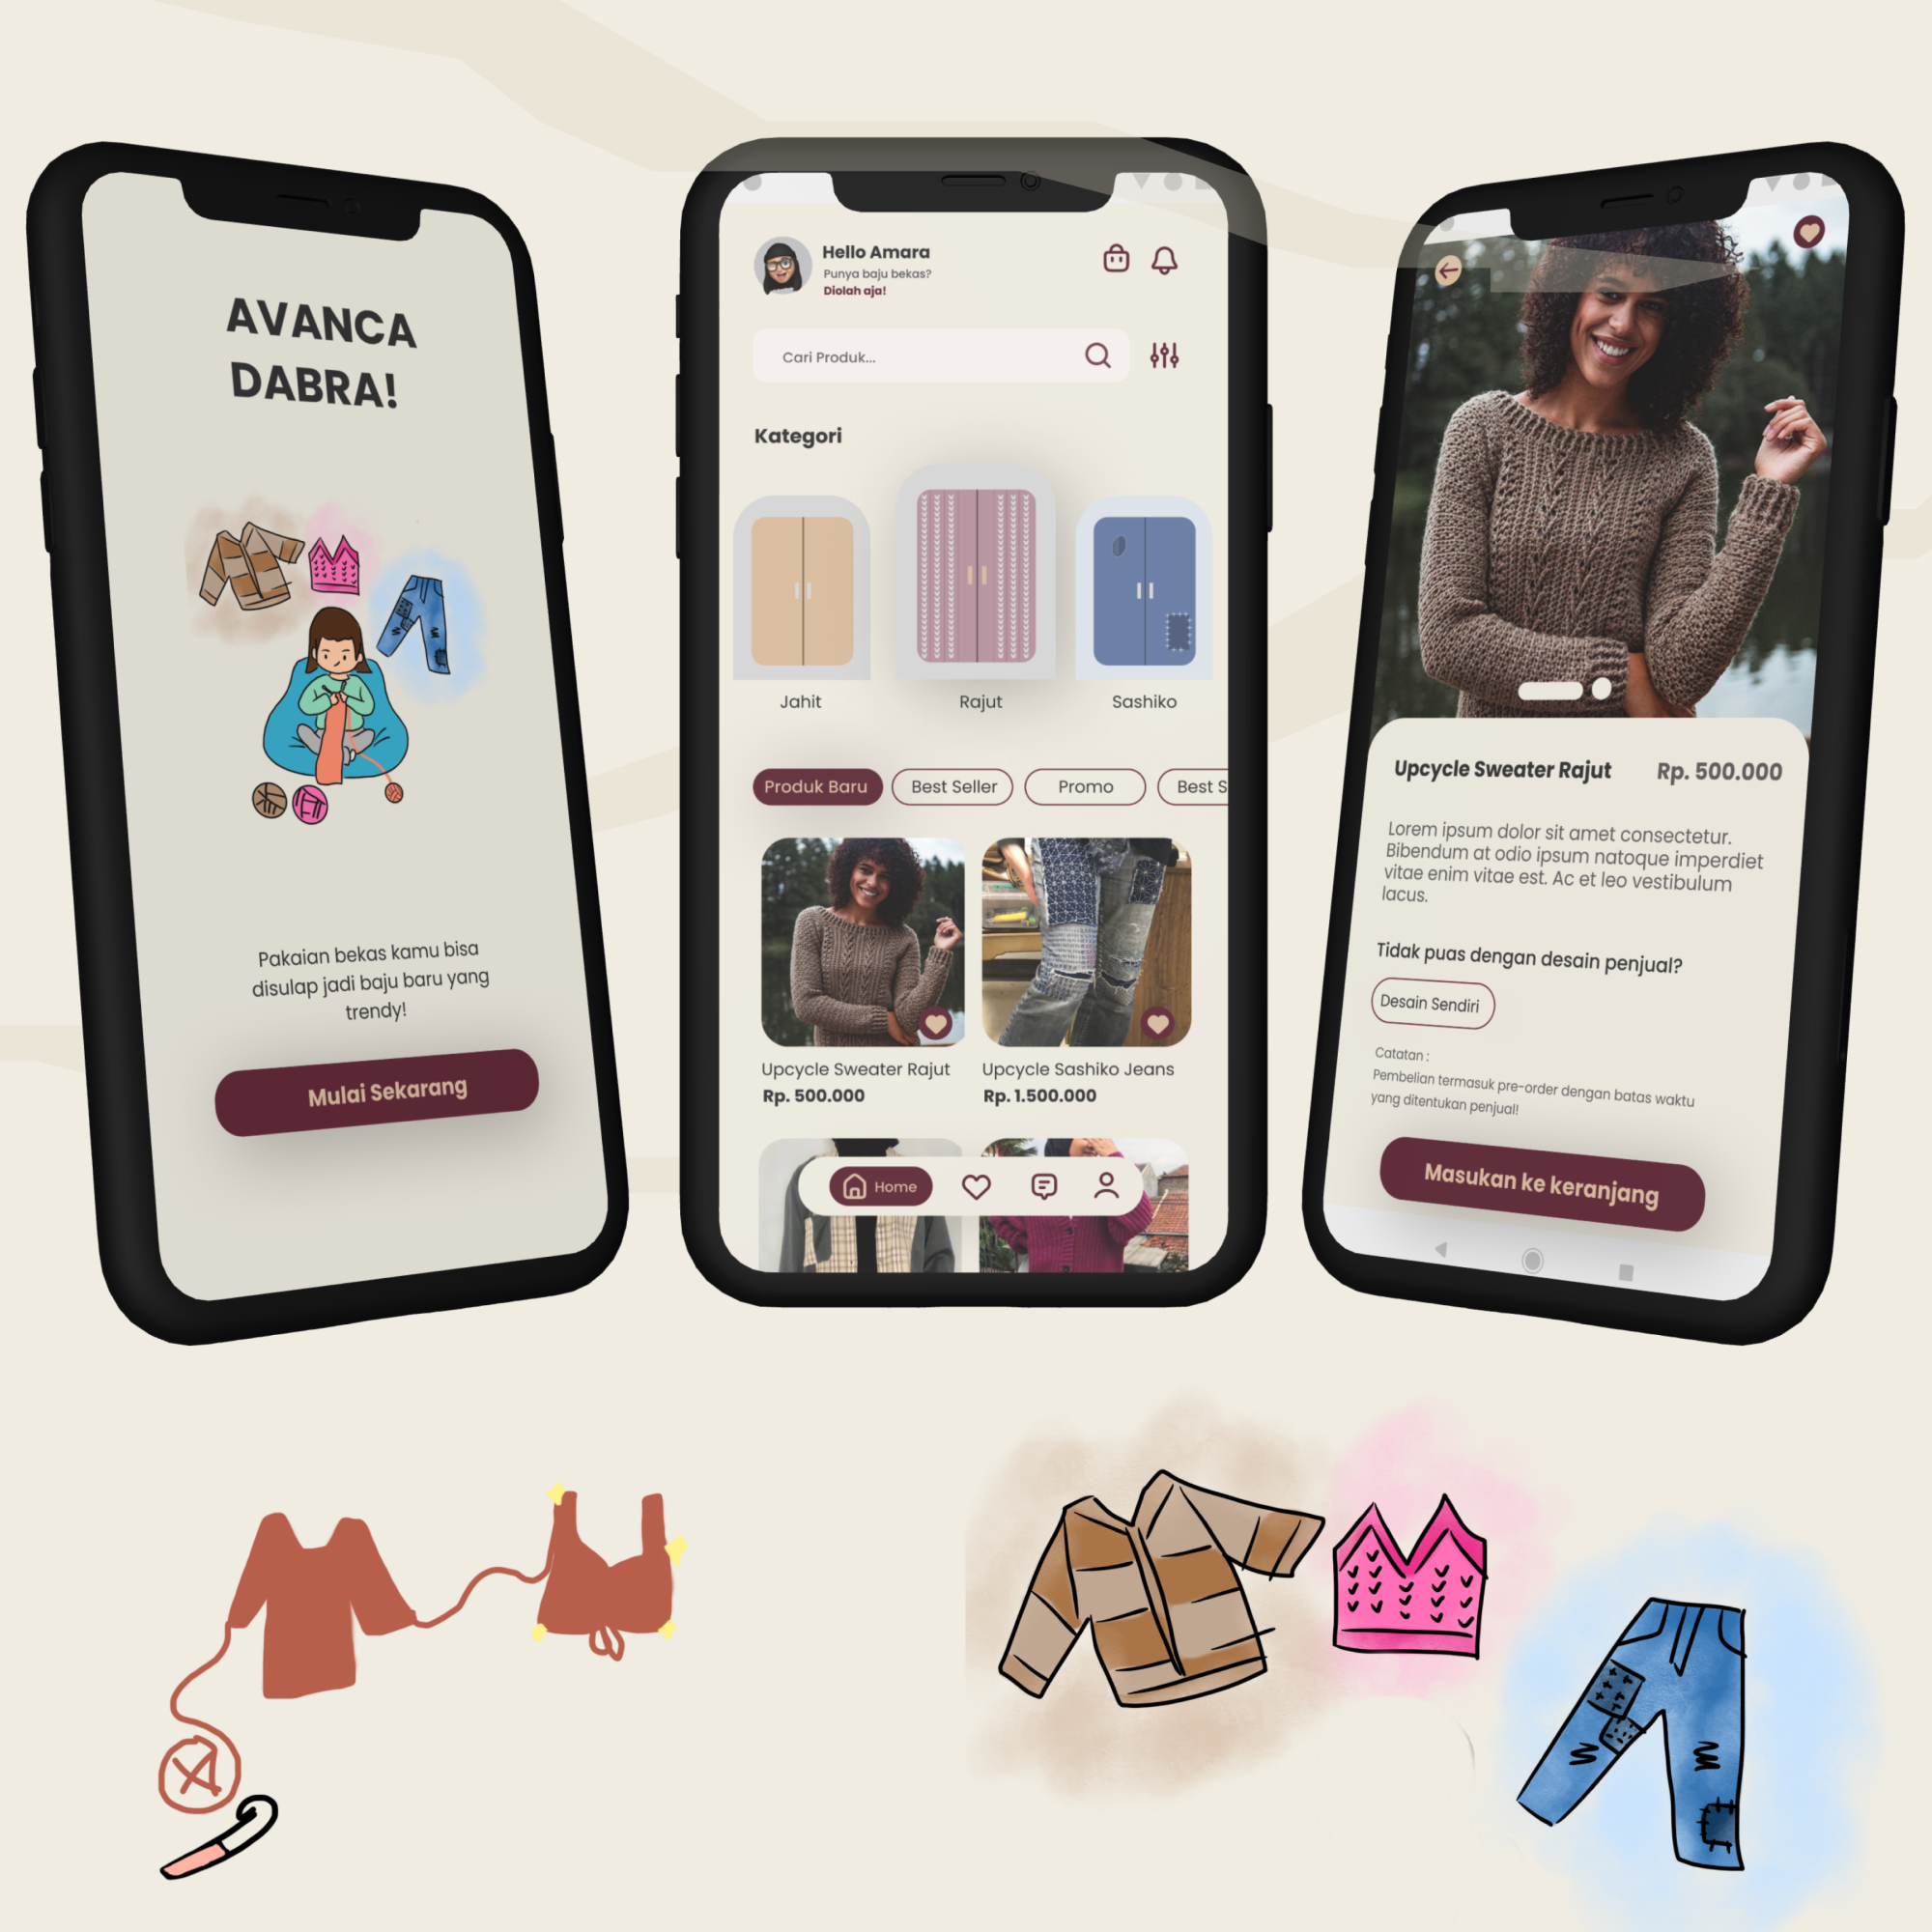 AVANCA
DABRA!
Pakaian bekas kamu bisa
disulap jadi baju baru yang
trendy!
Mulai Sekarang
Hello Amara
Punya baju bekas?
Diolah aja!
Cari Produk...
Kategori
Jahit
Rajut
Sashiko
Produk Baru
Best Seller
Promo
Best S
Upcycle Sweater Rajut
Rp. 500.000
Upcycle Sashiko Jeans
Rp. 1.500.000
Home
Upcycle Sweater Rajut
Rp. 500.000
Lorem ipsum dolor sit amet consectetur.
Bibendum at odio ipsum natoque imperdiet
vitae enim vitae est. Ac et leo vestibulum
lacus.
Tidak puas dengan desain penjual?
Desain Sendiri
Catatan :
Pembelian termasuk pre-order dengan batas waktu
yang ditentukan penjual!
Masukan ke keranjang